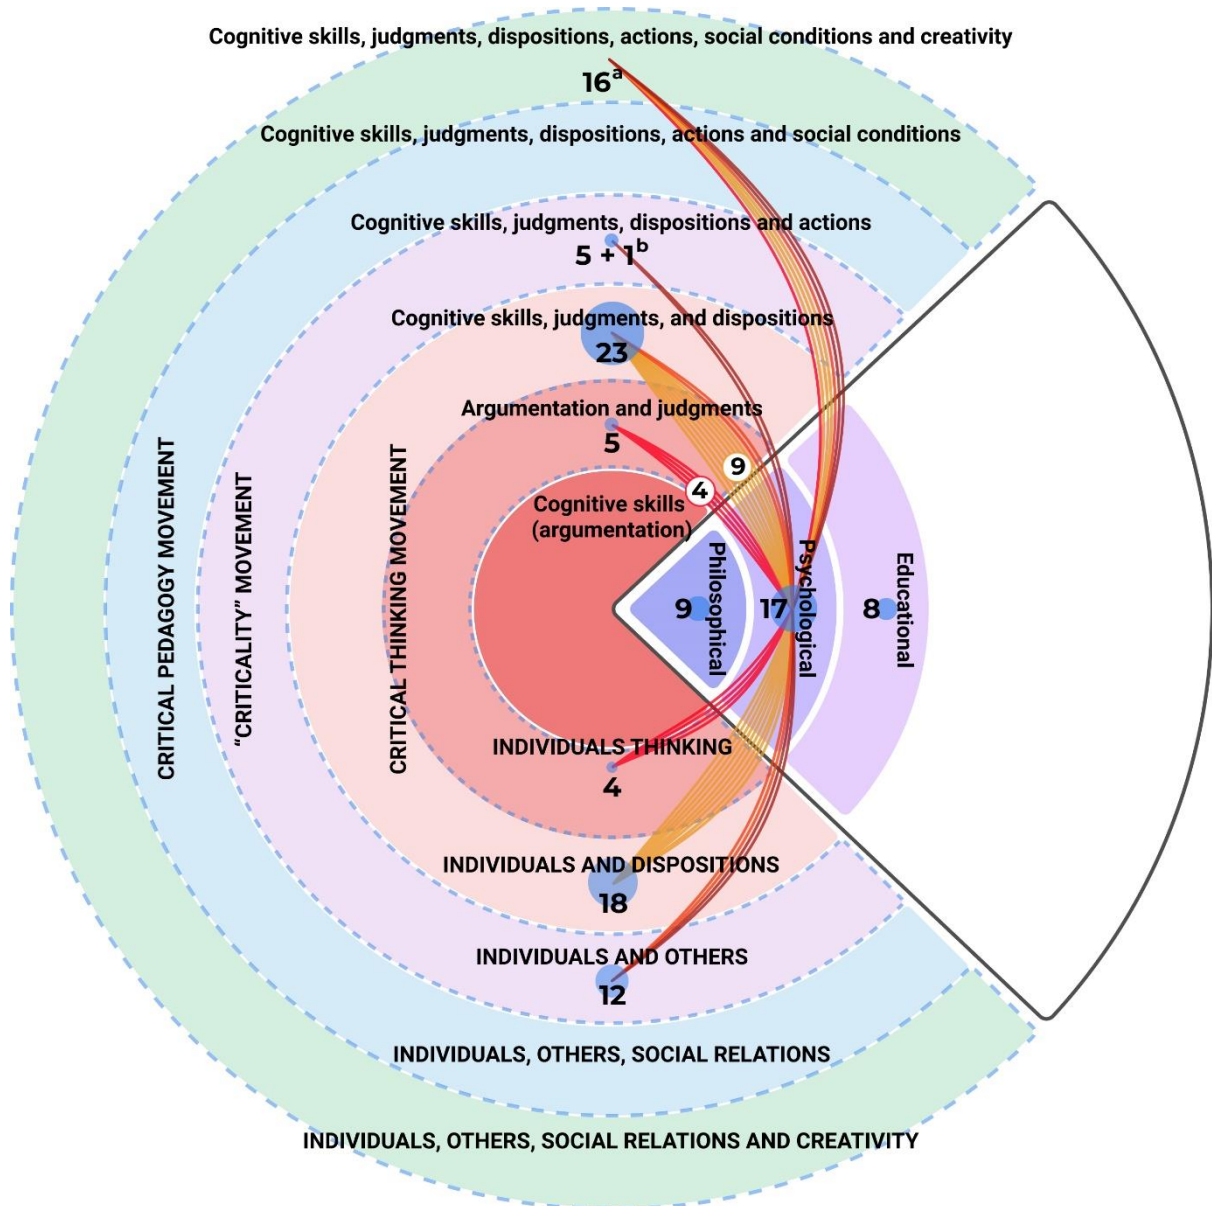 Cognitive skills, judgments, dispositions, actions, social conditions and creativity
16a
Cognitive skills, judgments, dispositions, actions and social conditions
Cognitive skills, judgments, dispositions and actions
5 + 1b
Cognitive skills, judgments, and dispositions
23
Argumentation and judgments
5
9
4
Cognitive skills
(argumentation)
CRITICAL PEDAGOGY MOVEMENT
“CRITICALITY” MOVEMENT
CRITICAL THINKING MOVEMENT
9
Philosophical
17
Psychological
8
Educational
INDIVIDUALS THINKING
4
INDIVIDUALS AND DISPOSITIONS
18
INDIVIDUALS AND OTHERS
12
INDIVIDUALS, OTHERS, SOCIAL RELATIONS
INDIVIDUALS, OTHERS, SOCIAL RELATIONS AND CREATIVITY